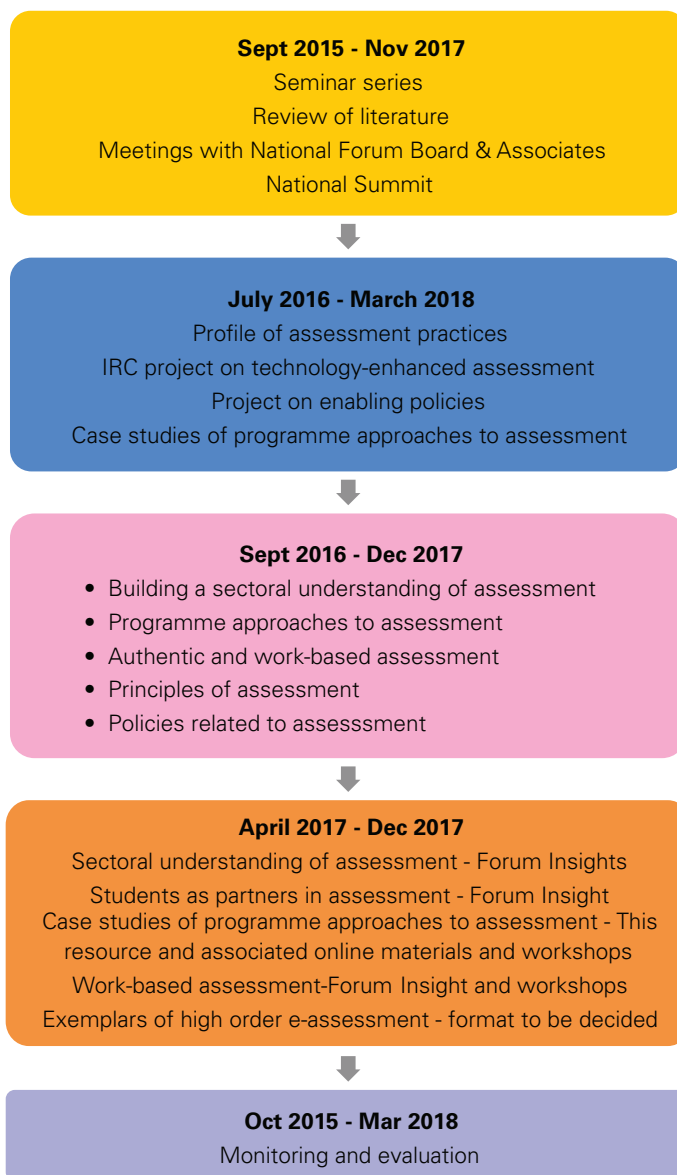 Sept 2015 - Nov 2017
Seminar series
Review of literature
Meetings with National Forum Board & Associates
National Summit
July 2016 - March 2018
Profile of assessment practices
IRC project on technology-enhanced assessment
Project on enabling policies
Case studies of programme approaches to assessment
Sept 2016 - Dec 2017
• Building a sectoral understanding of assessment
• Programme approaches to assessment
• Authentic and work-based assessment
• Principles of assessment
• Policies related to assesssment
April 2017 - Dec 2017
Sectoral understanding of assessment - Forum Insights
Students as partners in assessment - Forum Insight
Case studies of programme approaches to assessment - This
resource and associated online materials and workshops
Work-based assessment-Forum Insight and workshops
Exemplars of high order e-assessment - format to be decided
Oct 2015 - Mar 2018
Monitoring and evaluation